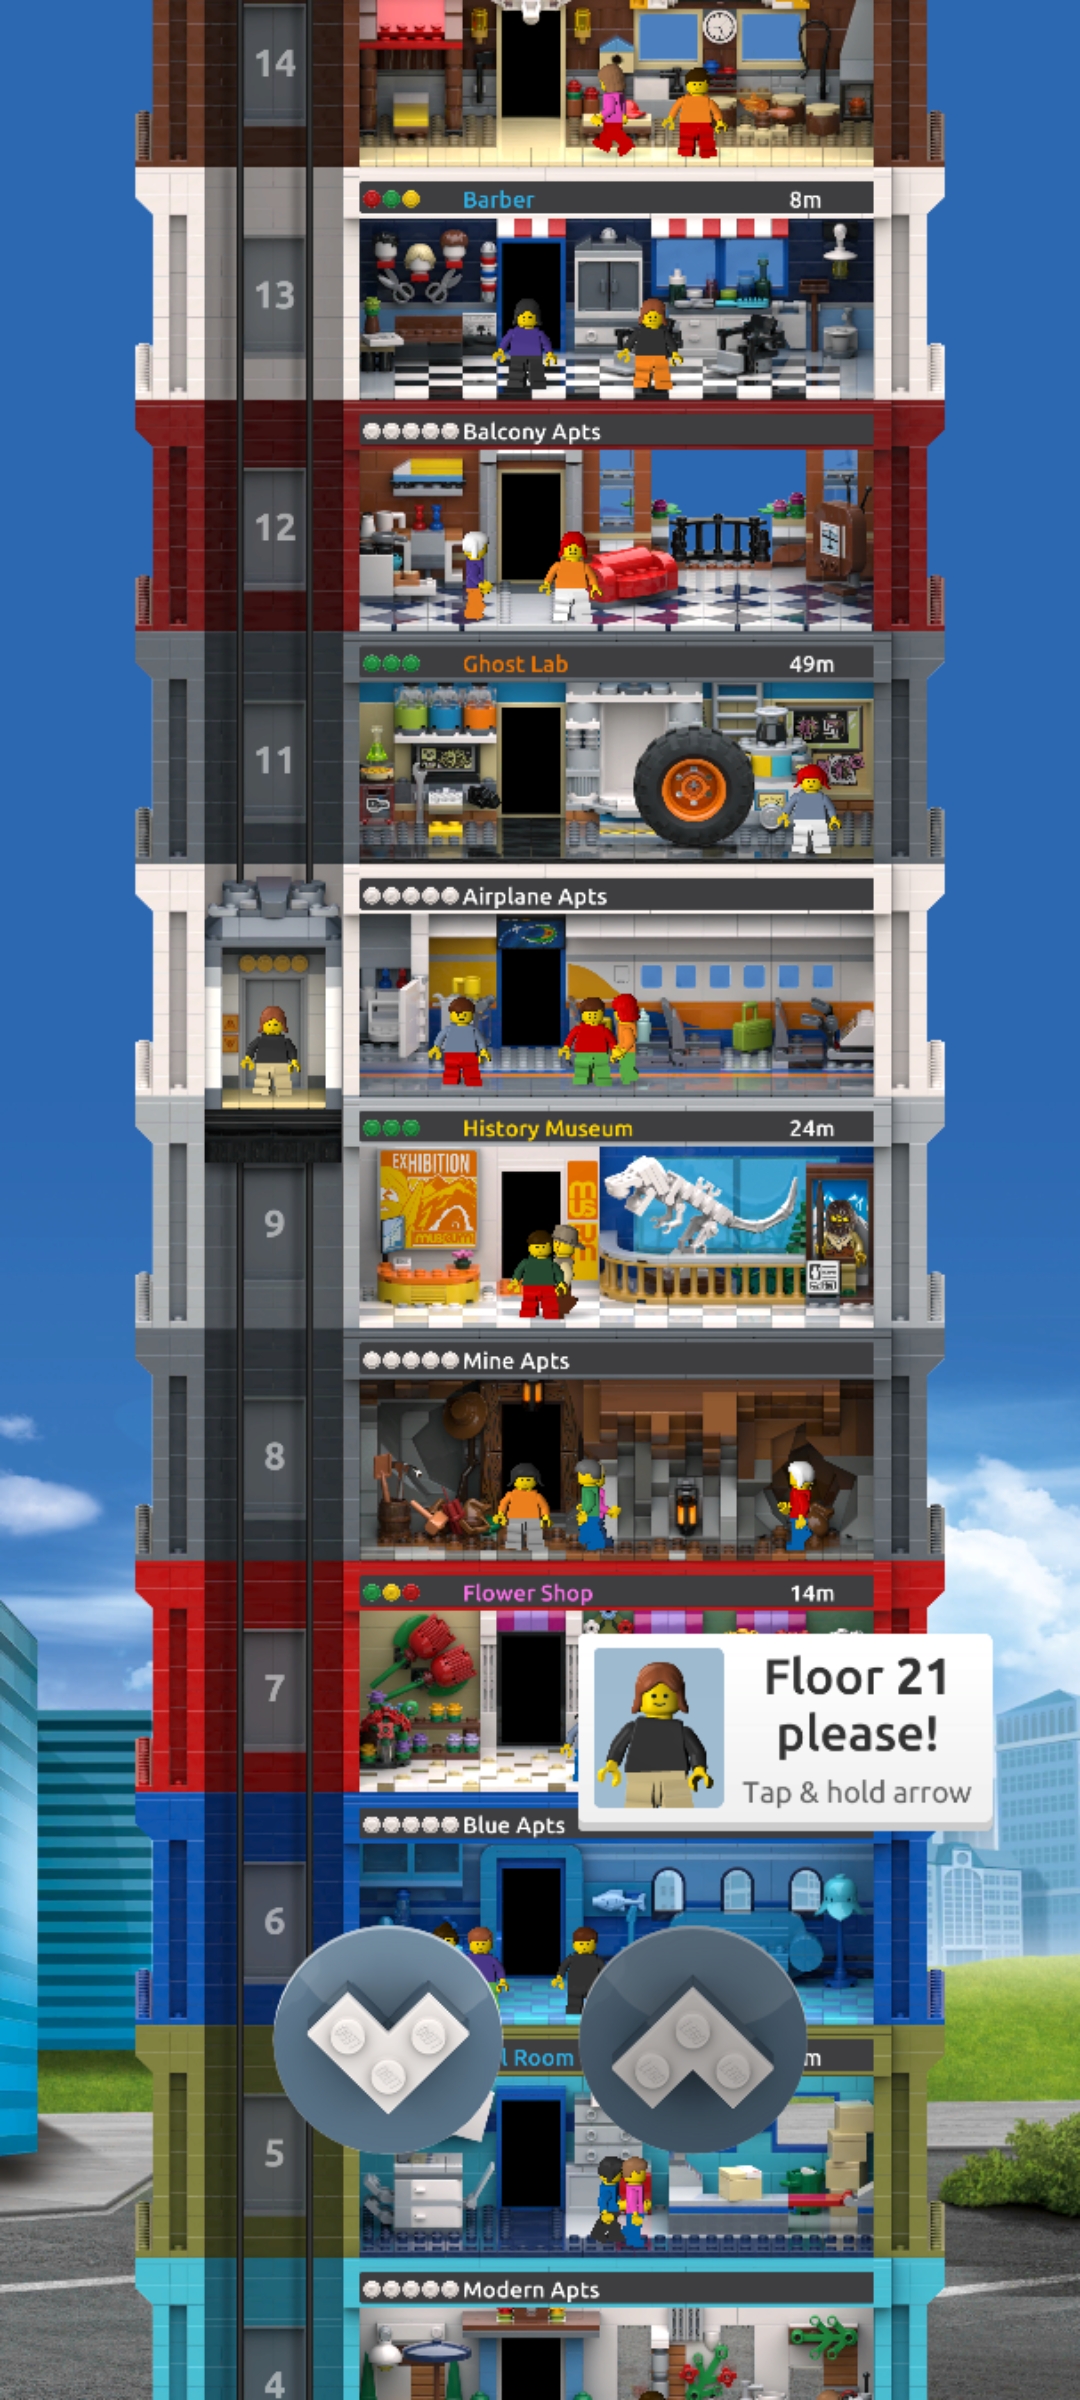 14
Barber 8m
13
Balcony Apts
12
Ghost Lab 49m
11
Airplane Apts
History Museum 24m
EXHIBITION
museum
museum
9
Mine Apts
8
Flower Shop 14m
7
Floor 21
please!
Tap & hold arrow
Blue Apts
6
l Room m
5
Modern Apts
4